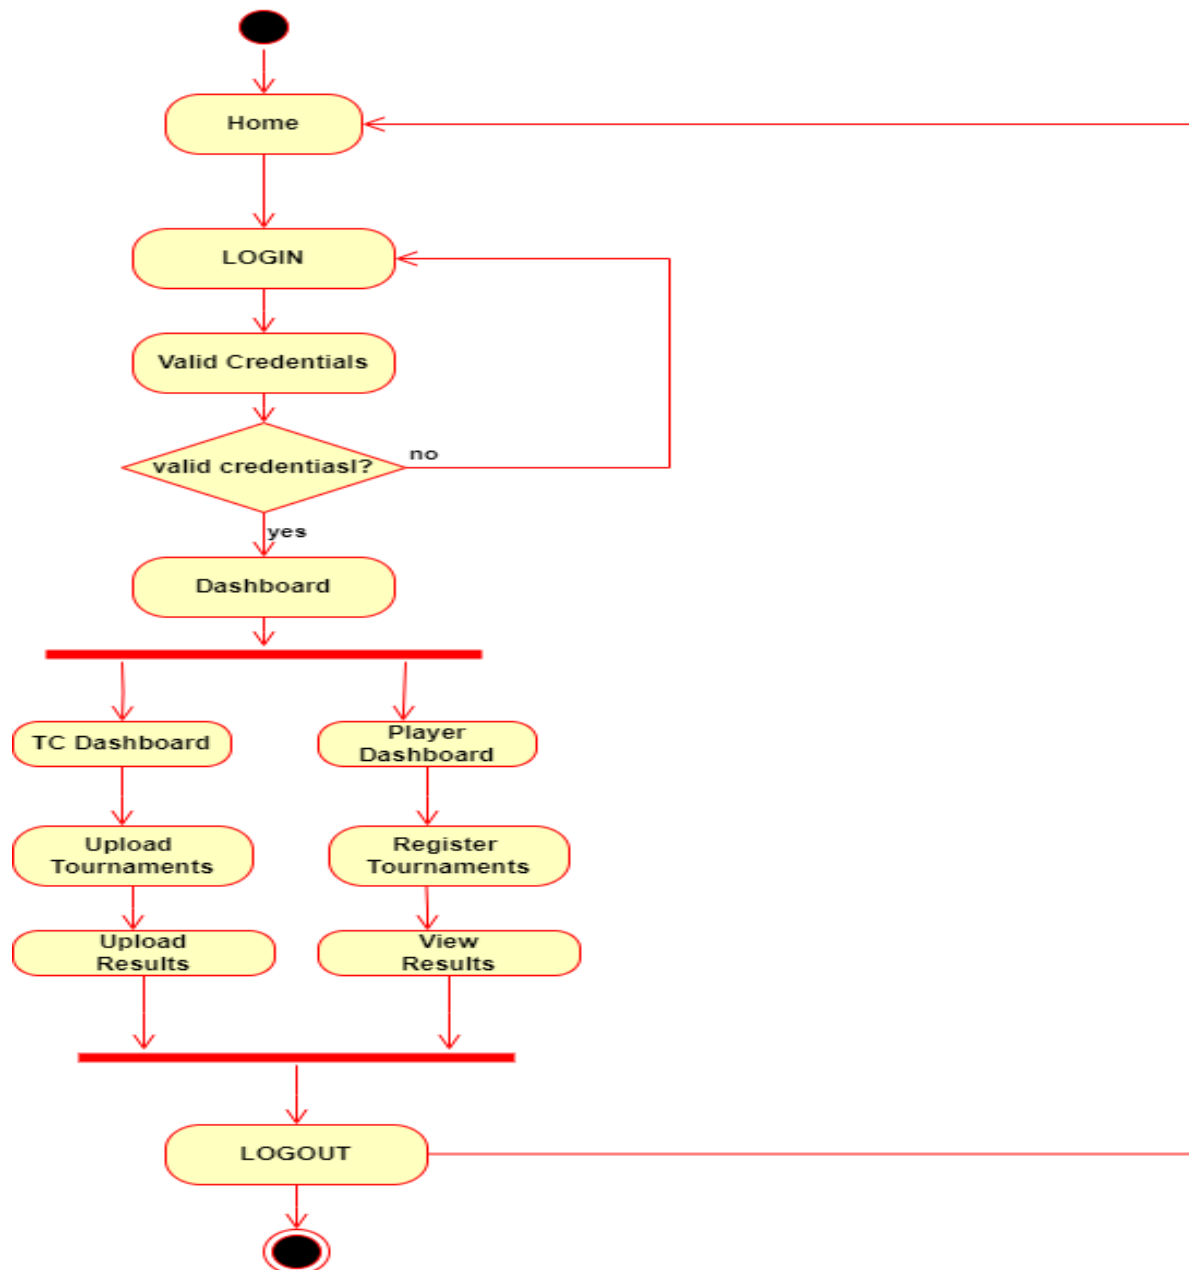 Home
LOGIN
Valid Credentials
valid credentiasl?
no
yes
Dashboard
TC Dashboard
Player
Dashboard
Upload
Tournaments
Register
Tournaments
Upload
Results
View
Results
LOGOUT